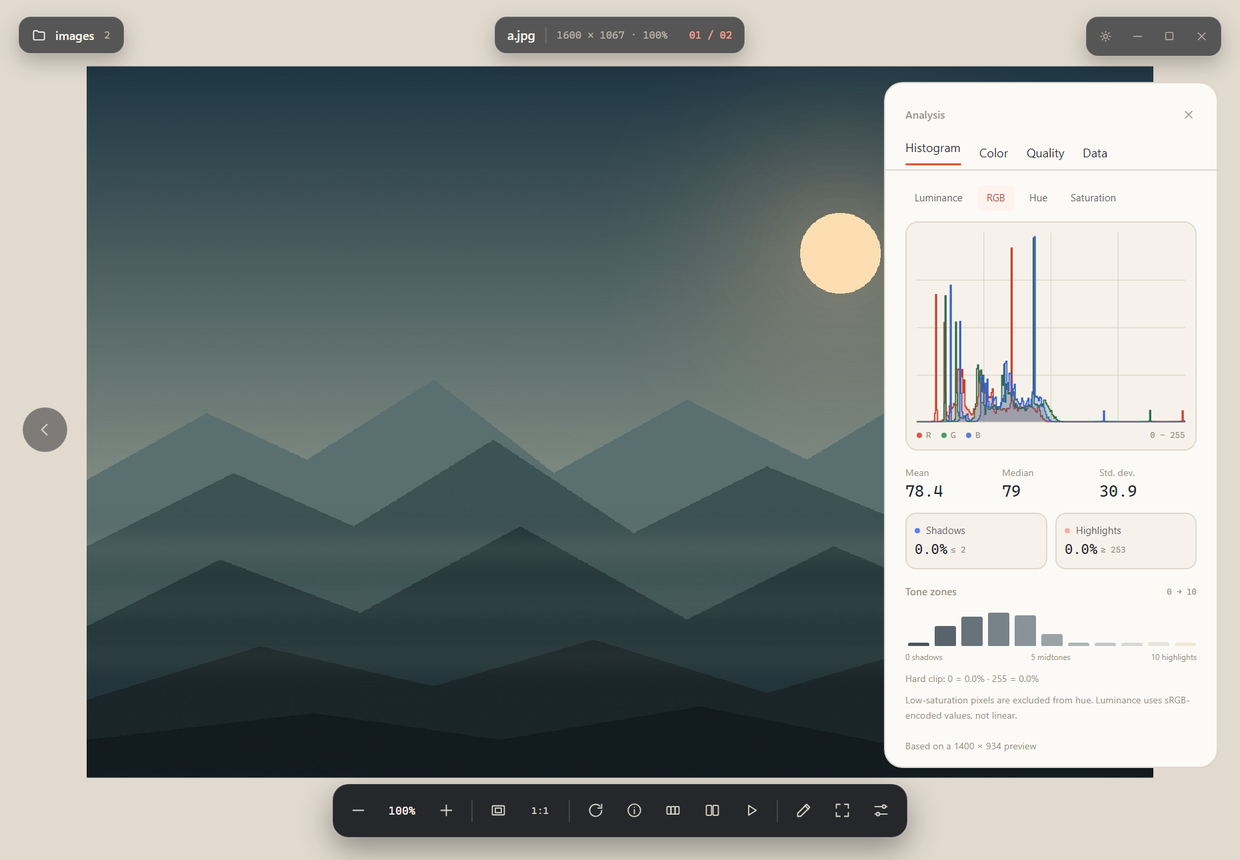 images 2
a.jpg 1600 × 1067 · 100% 01 / 02
Analysis
Histogram Color Quality Data
Luminance RGB Hue Saturation
R G B 0 — 255
Mean Median Std. dev.
78.4 79 30.9
Shadows Highlights
0.0% ≤ 2 0.0% ≥ 253
Tone zones 0 → 10
0 shadows 5 midtones 10 highlights
Hard clip: 0 = 0.0% · 255 = 0.0%
Low-saturation pixels are excluded from hue. Luminance uses sRGB-
encoded values, not linear.
Based on a 1400 × 934 preview
100% 1:1